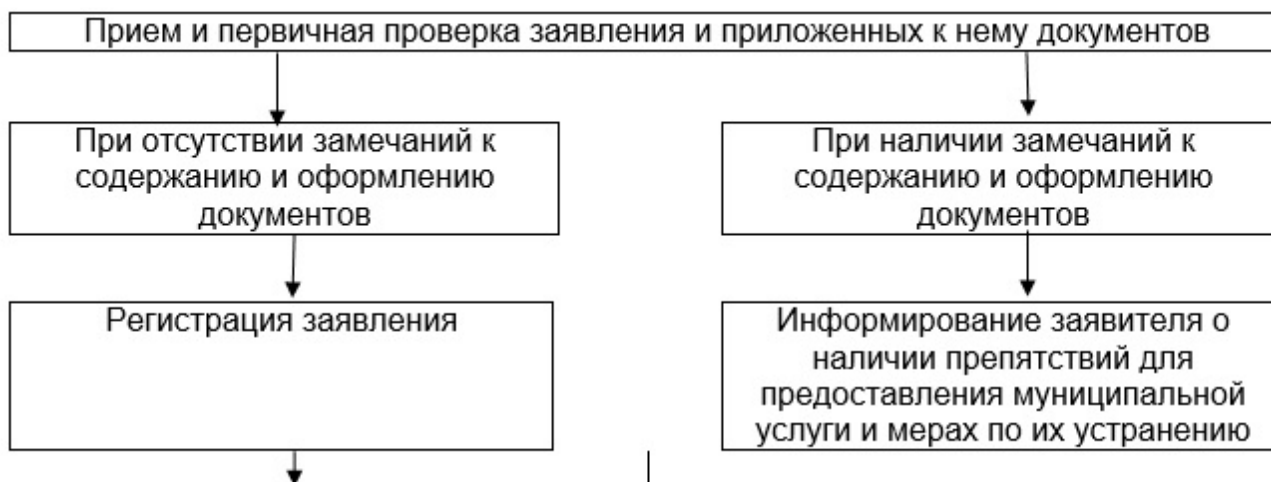 Прием и первичная проверка заявления и приложенных к нему документов
При отсутствии замечаний к
содержанию и оформлению
документов
При наличии замечаний к
содержанию и оформлению
документов
Регистрация заявления
Информирование заявителя о
наличии препятствий для
предоставления муниципальной
услуги и мерах по их устранению